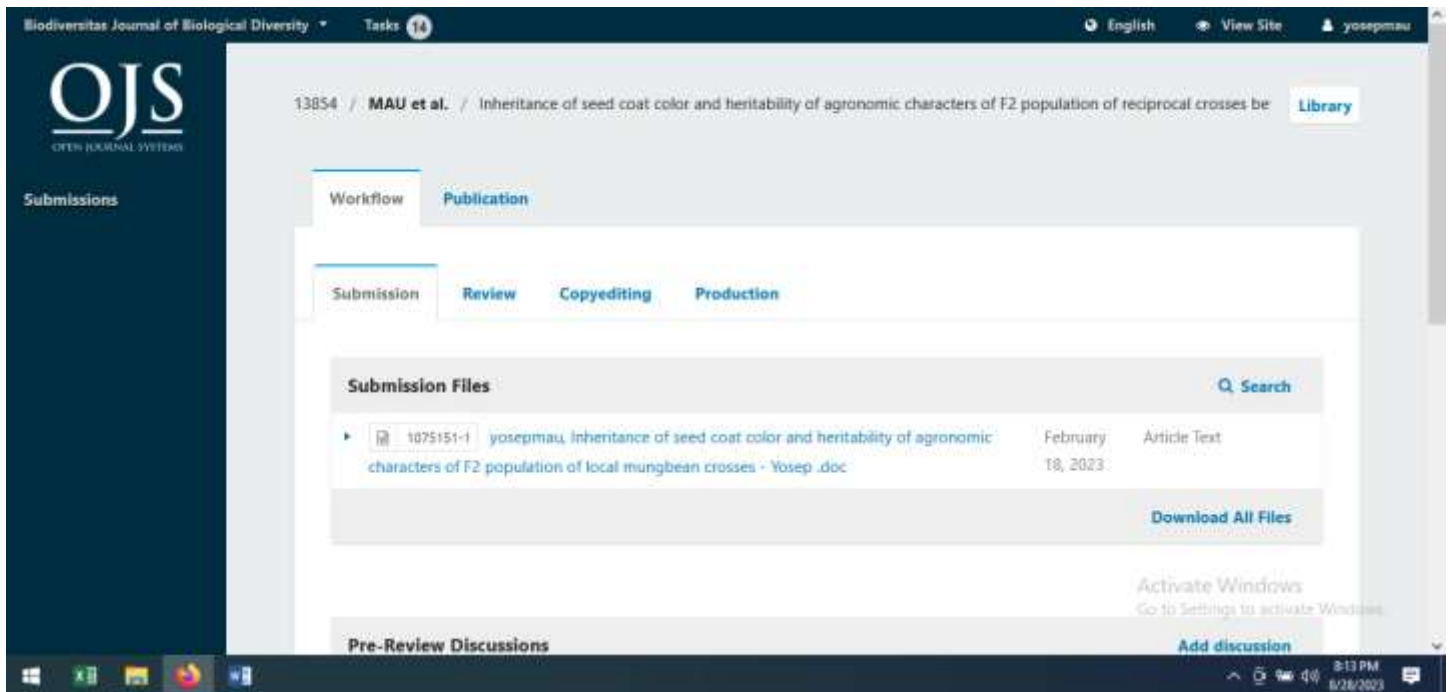 Biodiversitas Journal of Biological Diversity Tasks 14 English View Site yosepmau
OJS
OPEN JOURNAL SYSTEMS
Submissions
13854 / MAU et al. / Inheritance of seed coat color and heritability of agronomic characters of F2 population of reciprocal crosses be Library
Workflow Publication
Submission Review Copyediting Production
Submission Files Search
1075151-1 yosepmau, Inheritance of seed coat color and heritability of agronomic February Article Text
characters of F2 population of local mungbean crosses - Yosep .doc 18, 2023
Download All Files
Activate Windows
Go to Settings to activate Windows.
Pre-Review Discussions Add discussion
8:13 PM
8/28/2023